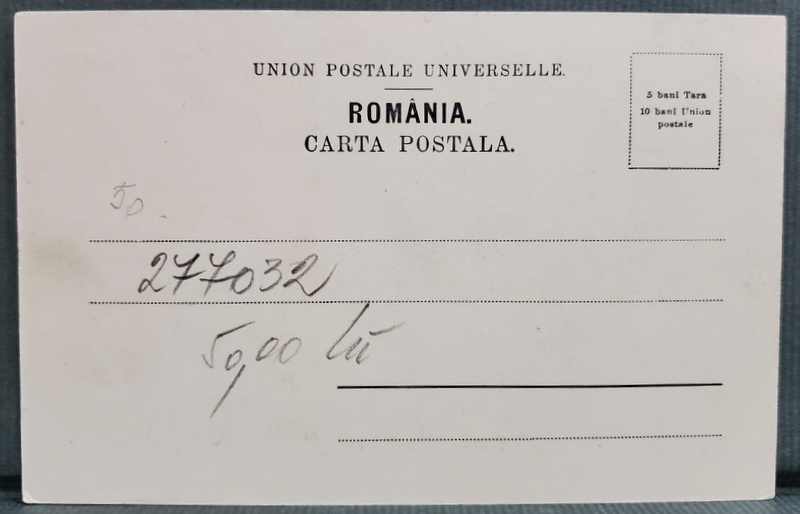 UNION POSTALE UNIVERSELLE.
ROMÂNIA.
CARTA POSTALA.
5 bani Tara
10 bani Union
postale
50
277032
50,00 lei